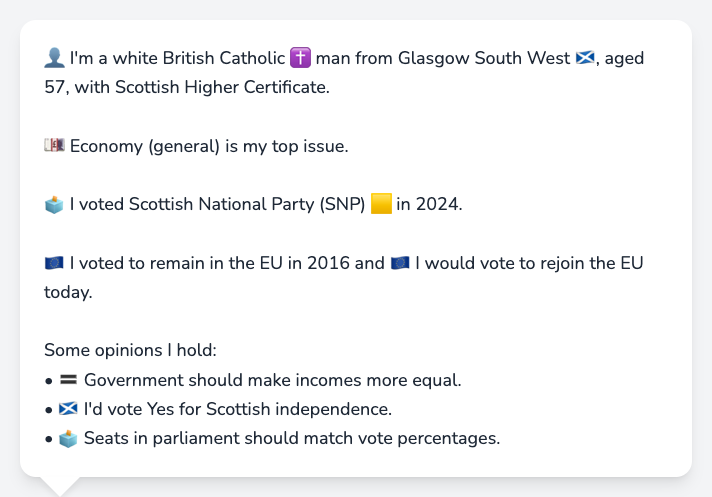 👤 I'm a white British Catholic ✝️ man from Glasgow South West 🏴󠁧󠁢󠁳󠁣󠁴󠁿, aged
57, with Scottish Higher Certificate.
💷 Economy (general) is my top issue.
🗳️ I voted Scottish National Party (SNP) 🟨 in 2024.
🇪🇺 I voted to remain in the EU in 2016 and 🇪🇺 I would vote to rejoin the EU
today.
Some opinions I hold:
• 🟰 Government should make incomes more equal.
• 🏴󠁧󠁢󠁳󠁣󠁴󠁿 I'd vote Yes for Scottish independence.
• 🗳️ Seats in parliament should match vote percentages.